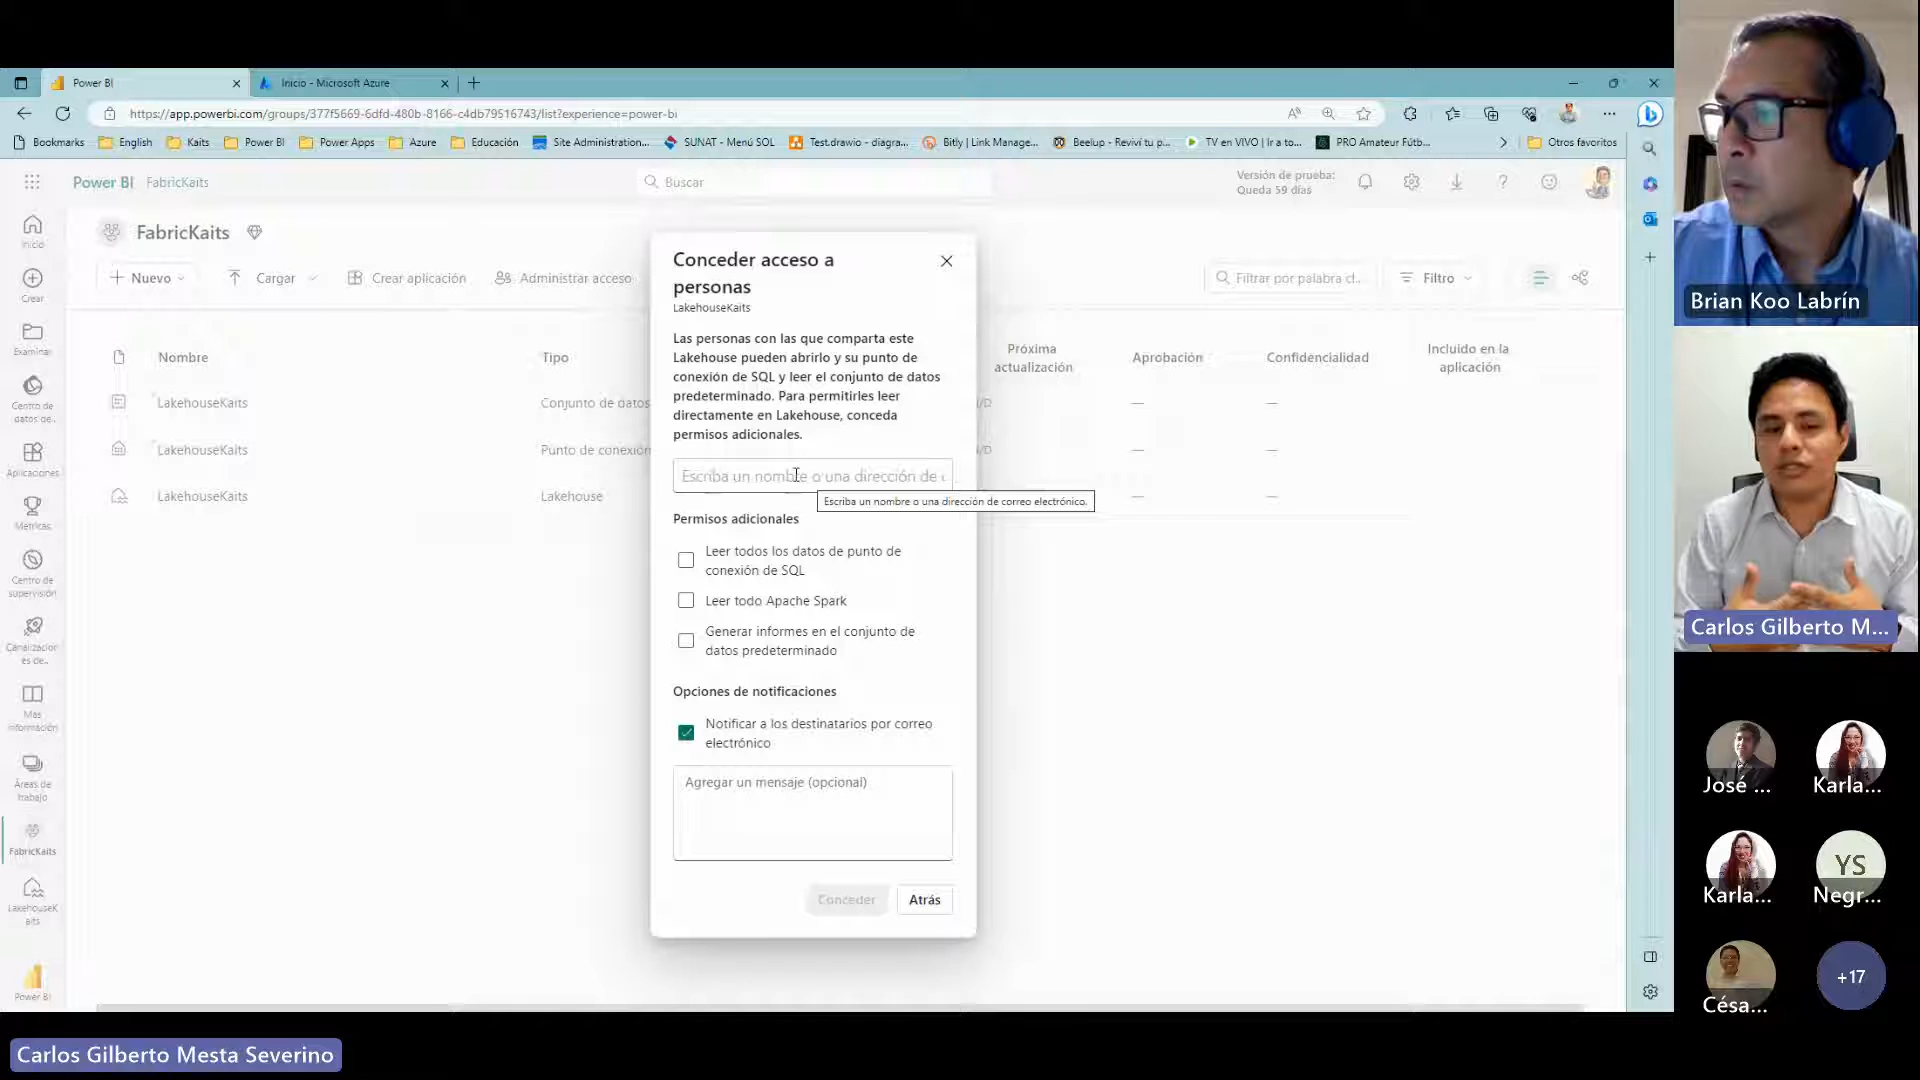 Power BI
Inicio - Microsoft Azure
https://app.powerbi.com/groups/377f5669-6dfd-480b-8166-c4db79516743/list?experience=power-bi
Bookmarks
English
Kaits
Power BI
Power Apps
Azure
Educación
Site Administration...
SUNAT - Menú SOL
Test.drawio - diagra...
Bitly | Link Manage...
Beelup - Reviví tu p...
TV en VIVO | Ir a to...
PRO Amateur Fútb...
Otros favoritos
Power BI
FabricKaits
Buscar
Versión de prueba:
Queda 59 días
FabricKaits
Nuevo
Cargar
Crear aplicación
Administrar acceso
Filtrar por palabra cl...
Filtro
Inicio
Crear
Examinar
Centro de
datos de...
Aplicaciones
Métricas
Centro de
supervisión
Canalizacior
es de...
Más
información
Áreas de
trabajo
FabricKaits
LakehouseK
aits
Power BI
Nombre
Tipo
Próxima
actualización
Aprobación
Confidencialidad
Incluido en la
aplicación
LakehouseKaits
Conjunto de datos
/D
—
—
LakehouseKaits
Punto de conexión
/D
—
—
LakehouseKaits
Lakehouse
—
—
Conceder acceso a
personas
LakehouseKaits
Las personas con las que comparta este
Lakehouse pueden abrirlo y su punto de
conexión de SQL y leer el conjunto de datos
predeterminado. Para permitirles leer
directamente en Lakehouse, conceda
permisos adicionales.
Escriba un nombre o una dirección de c
Escriba un nombre o una dirección de correo electrónico.
Permisos adicionales
Leer todos los datos de punto de
conexión de SQL
Leer todo Apache Spark
Generar informes en el conjunto de
datos predeterminado
Opciones de notificaciones
Notificar a los destinatarios por correo
electrónico
Agregar un mensaje (opcional)
Conceder
Atrás
Brian Koo Labrín
Carlos Gilberto M...
José ...
Karla...
Karla...
YS
Negr...
Césa...
+17
Carlos Gilberto Mesta Severino